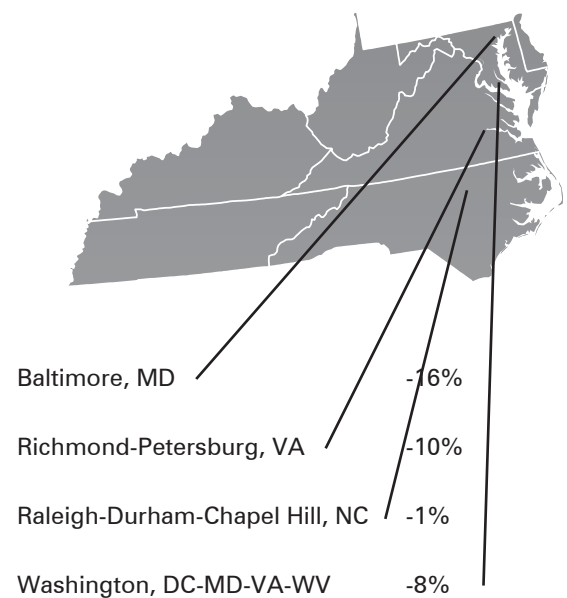 Baltimore, MD -16%
Richmond-Petersburg, VA -10%
Raleigh-Durham-Chapel Hill, NC -1%
Washington, DC-MD-VA-WV -8%